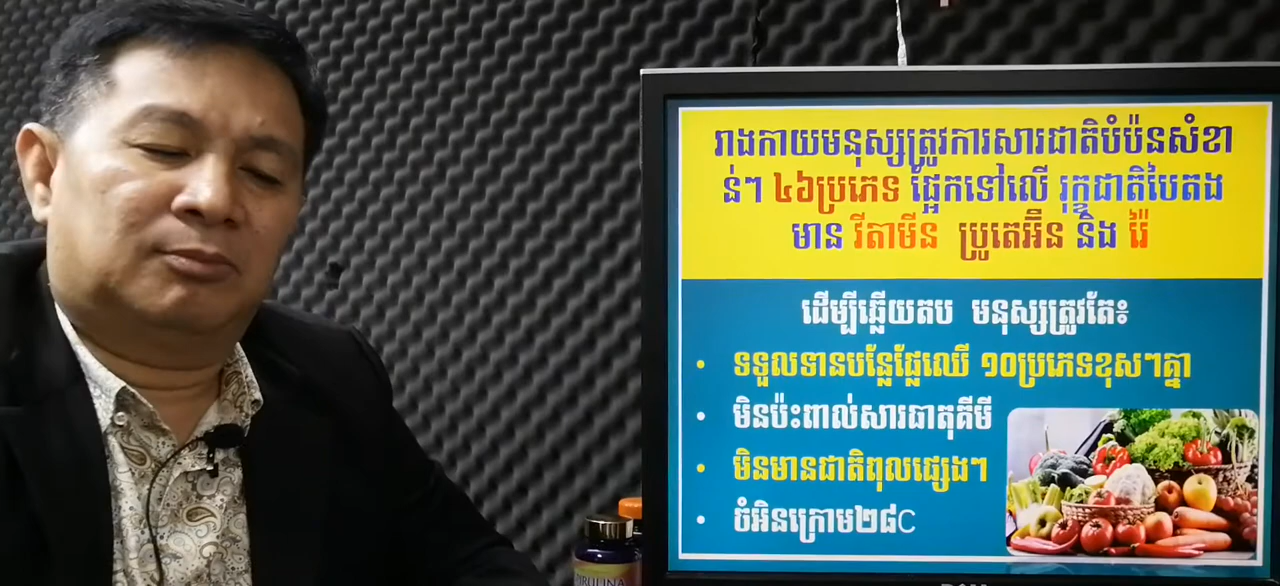 រាងកាយមនុស្សត្រូវការសារជាតិបំប៉នសំខា
ន់ៗ ៤៦ប្រភេទ ផ្អែកទៅលើ រុក្ខជាតិបៃតង
មាន វីតាមីន ប្រូតេអ៊ីន និង រ៉ៃ
ដើម្បីឆ្លើយតប មនុស្សត្រូវតែ៖
• ទទួលទានបន្លែផ្លែឈើ ១០ប្រភេទខុសៗគ្នា
• មិនប៉ះពាល់សារធាតុគីមី
• មិនមានជាតិពុលផ្សេងៗ
• ចំអិនក្រោម២៨C
PIRULINA